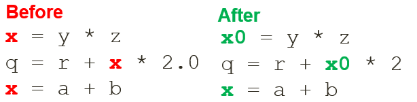 Before
x = y * z
q = r + x * 2.0
x = a + b
After
x0 = y * z
q = r + x0 * 2
x = a + b